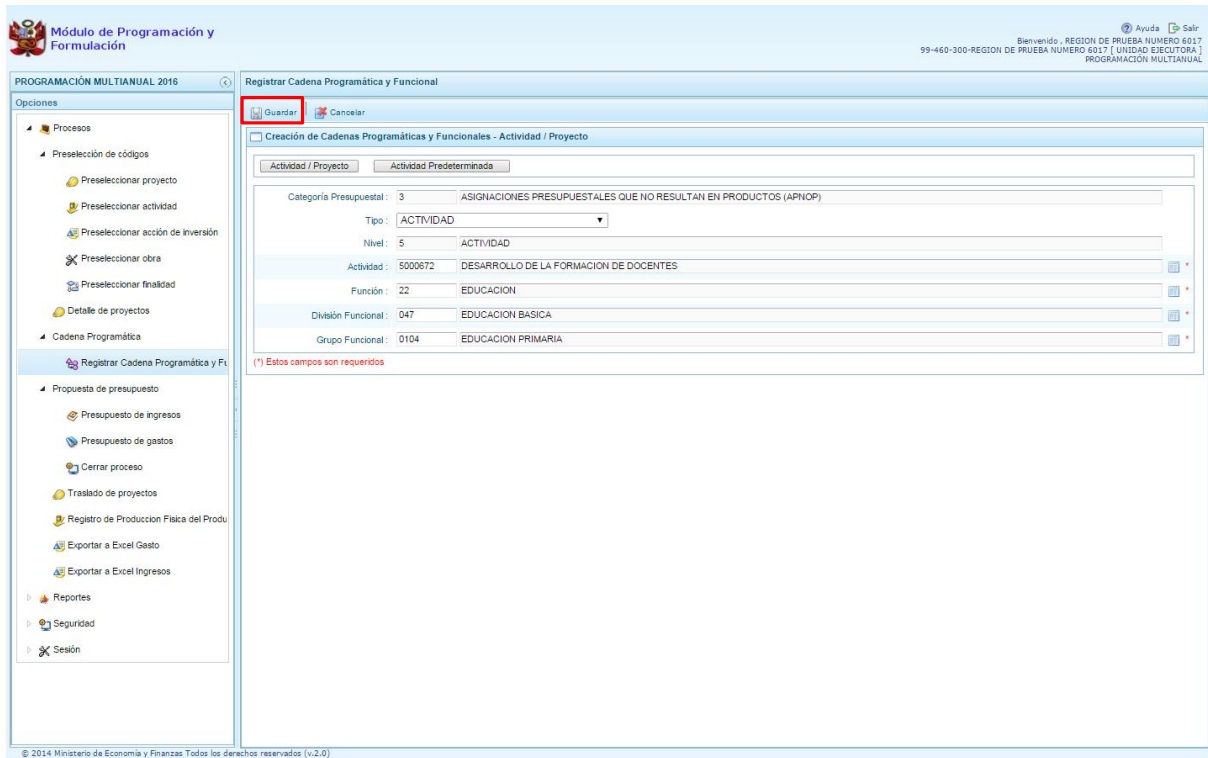 Módulo de Programación y
Formulación
Ayuda Salir
Bienvenido , REGION DE PRUEBA NUMERO 6017
99-460-300-REGION DE PRUEBA NUMERO 6017 [ UNIDAD EJECUTORA ]
PROGRAMACIÓN MULTIANUAL
PROGRAMACIÓN MULTIANUAL 2016
Opciones
Procesos
Preselección de códigos
Preseleccionar proyecto
Preseleccionar actividad
Preseleccionar acción de inversión
Preseleccionar obra
Preseleccionar finalidad
Detalle de proyectos
Cadena Programática
Registrar Cadena Programática y Fu
Propuesta de presupuesto
Presupuesto de ingresos
Presupuesto de gastos
Cerrar proceso
Traslado de proyectos
Registro de Produccion Fisica del Produ
Exportar a Excel Gasto
Exportar a Excel Ingresos
Reportes
Seguridad
Sesión
Registrar Cadena Programática y Funcional
Guardar Cancelar
Creación de Cadenas Programáticas y Funcionales - Actividad / Proyecto
Actividad / Proyecto Actividad Predeterminada
Categoría Presupuestal : 3 ASIGNACIONES PRESUPUESTALES QUE NO RESULTAN EN PRODUCTOS (APNOP)
Tipo : ACTIVIDAD
Nivel : 5 ACTIVIDAD
Actividad : 5000672 DESARROLLO DE LA FORMACION DE DOCENTES *
Función : 22 EDUCACION *
División Funcional : 047 EDUCACION BASICA *
Grupo Funcional : 0104 EDUCACION PRIMARIA *
(*) Estos campos son requeridos
© 2014 Ministerio de Economía y Finanzas Todos los derechos reservados (v.2.0)